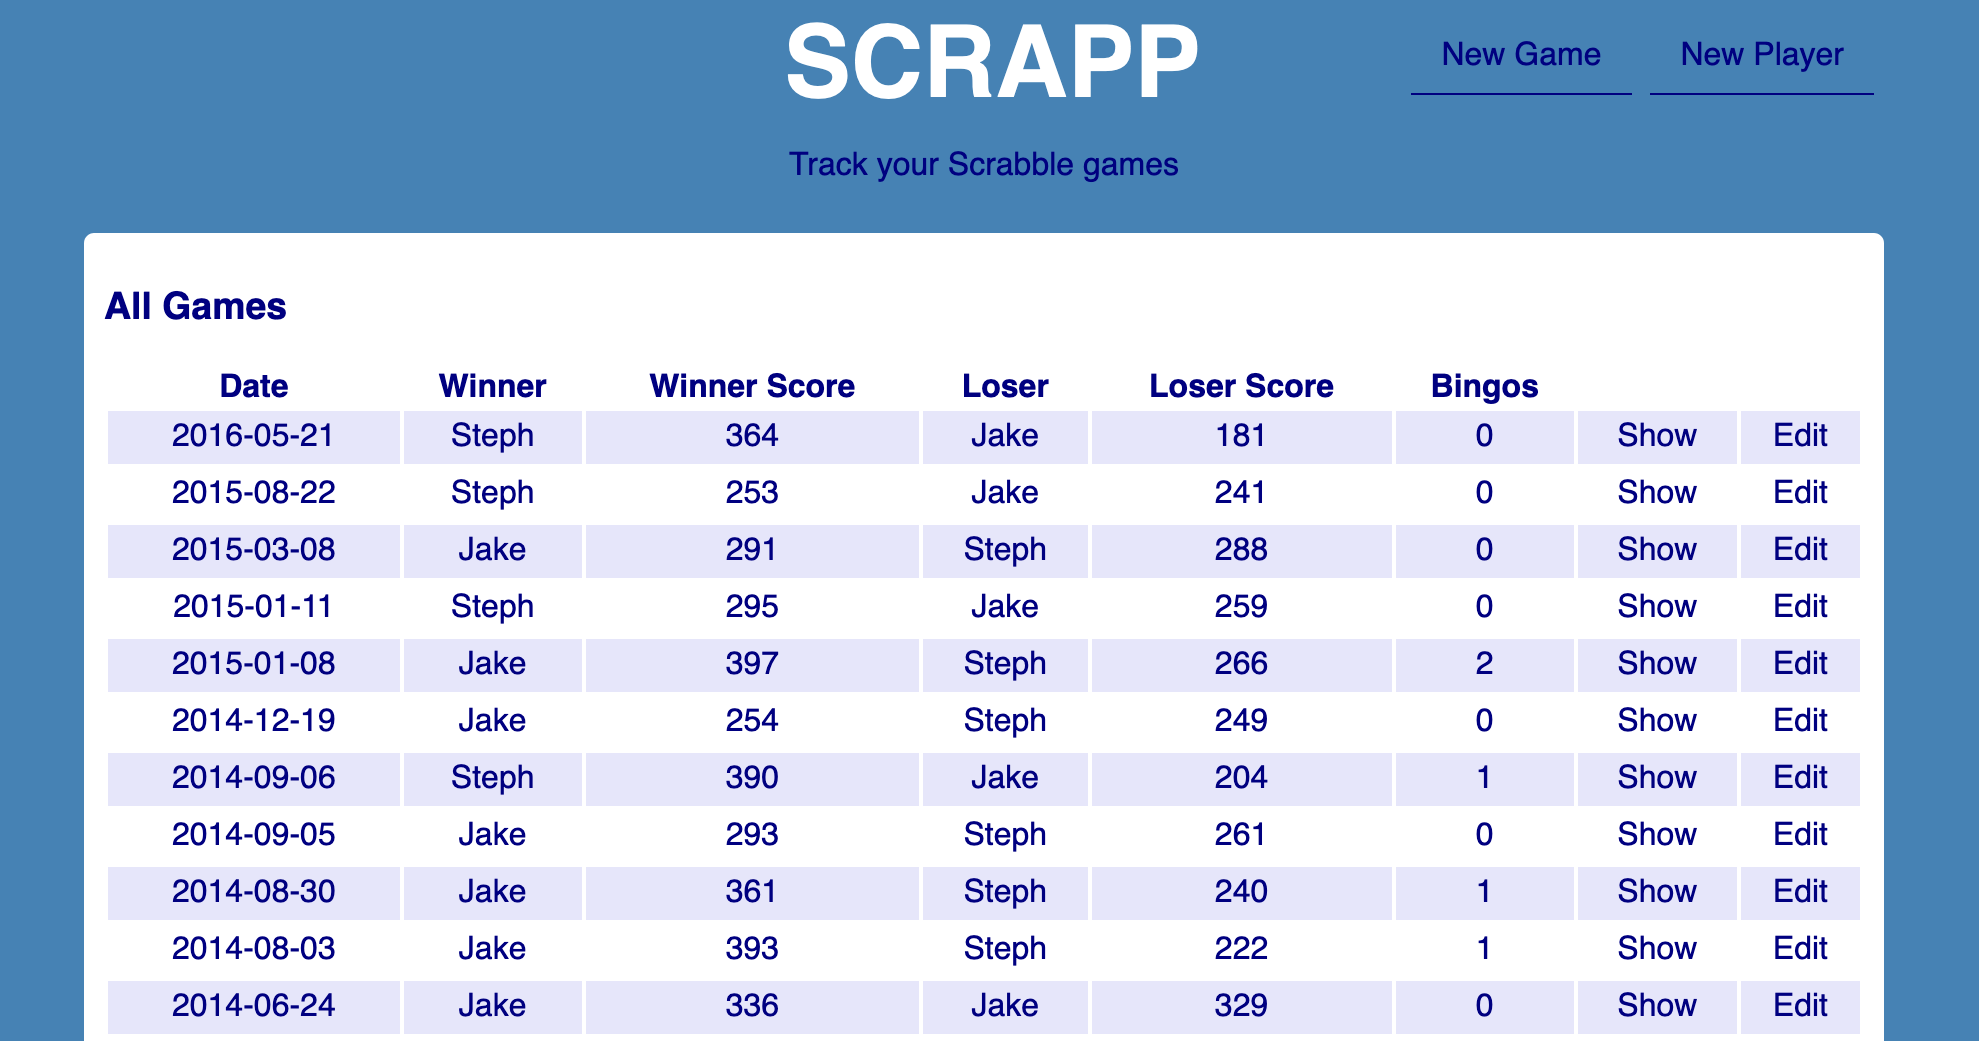 SCRAPP
New Game New Player
Track your Scrabble games
All Games
Date Winner Winner Score Loser Loser Score Bingos
2016-05-21 Steph 364 Jake 181 0 Show Edit
2015-08-22 Steph 253 Jake 241 0 Show Edit
2015-03-08 Jake 291 Steph 288 0 Show Edit
2015-01-11 Steph 295 Jake 259 0 Show Edit
2015-01-08 Jake 397 Steph 266 2 Show Edit
2014-12-19 Jake 254 Steph 249 0 Show Edit
2014-09-06 Steph 390 Jake 204 1 Show Edit
2014-09-05 Jake 293 Steph 261 0 Show Edit
2014-08-30 Jake 361 Steph 240 1 Show Edit
2014-08-03 Jake 393 Steph 222 1 Show Edit
2014-06-24 Jake 336 Jake 329 0 Show Edit